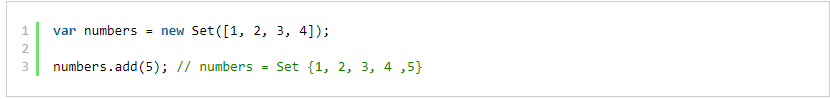 1 var numbers = new Set([1, 2, 3, 4]);
2
3 numbers.add(5); // numbers = Set {1, 2, 3, 4 ,5}